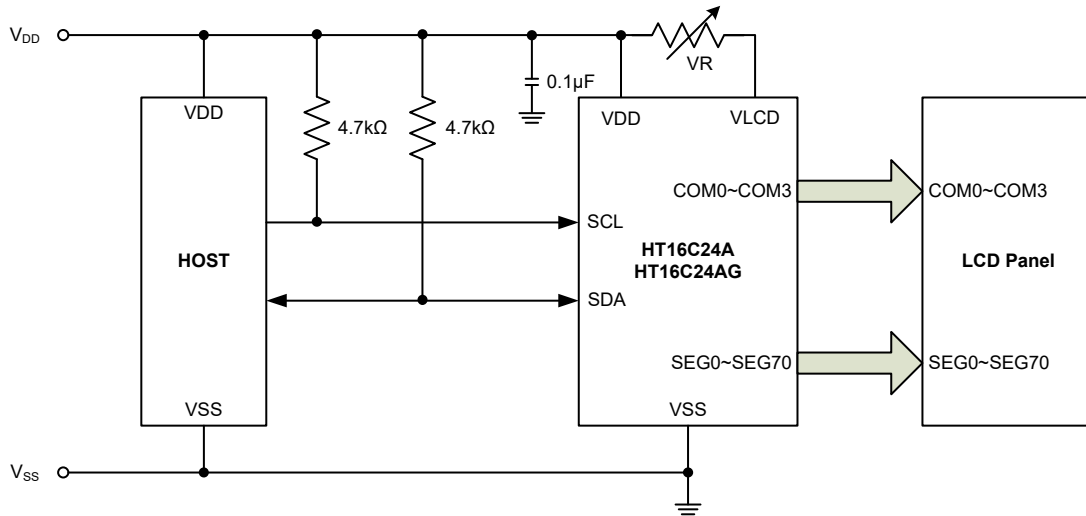 VDD
VR
0.1μF
VDD
4.7kΩ
4.7kΩ
VDD
VLCD
COM0~COM3
COM0~COM3
SCL
HOST
HT16C24A
HT16C24AG
LCD Panel
SDA
SEG0~SEG70
SEG0~SEG70
VSS
VSS
VSS